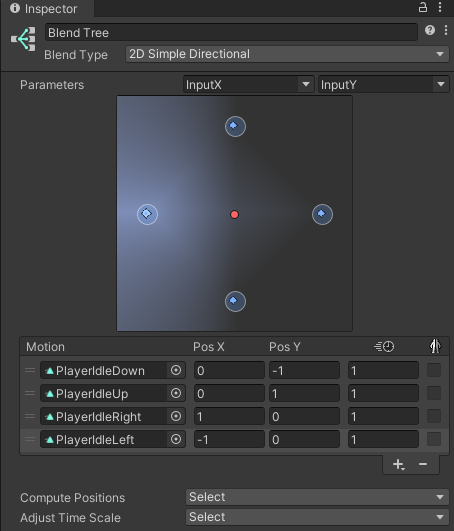 Inspector
Blend Tree
Blend Type 2D Simple Directional
Parameters InputX InputY
Motion Pos X Pos Y
PlayerIdleDown 0 -1 1
PlayerIdleUp 0 1 1
PlayerIdleRight 1 0 1
PlayerIdleLeft -1 0 1
Compute Positions Select
Adjust Time Scale Select